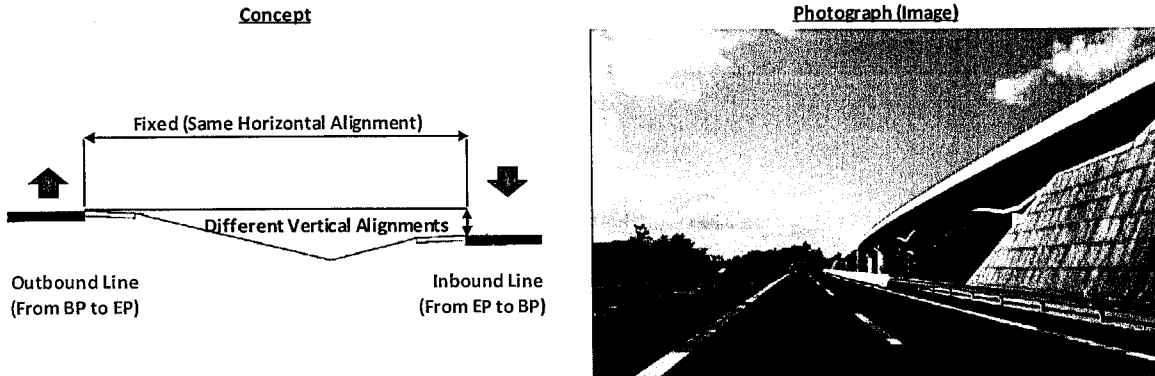 Concept
Photograph (Image)
Fixed (Same Horizontal Alignment)
Different Vertical Alignments
Outbound Line
(From BP to EP)
Inbound Line
(From EP to BP)